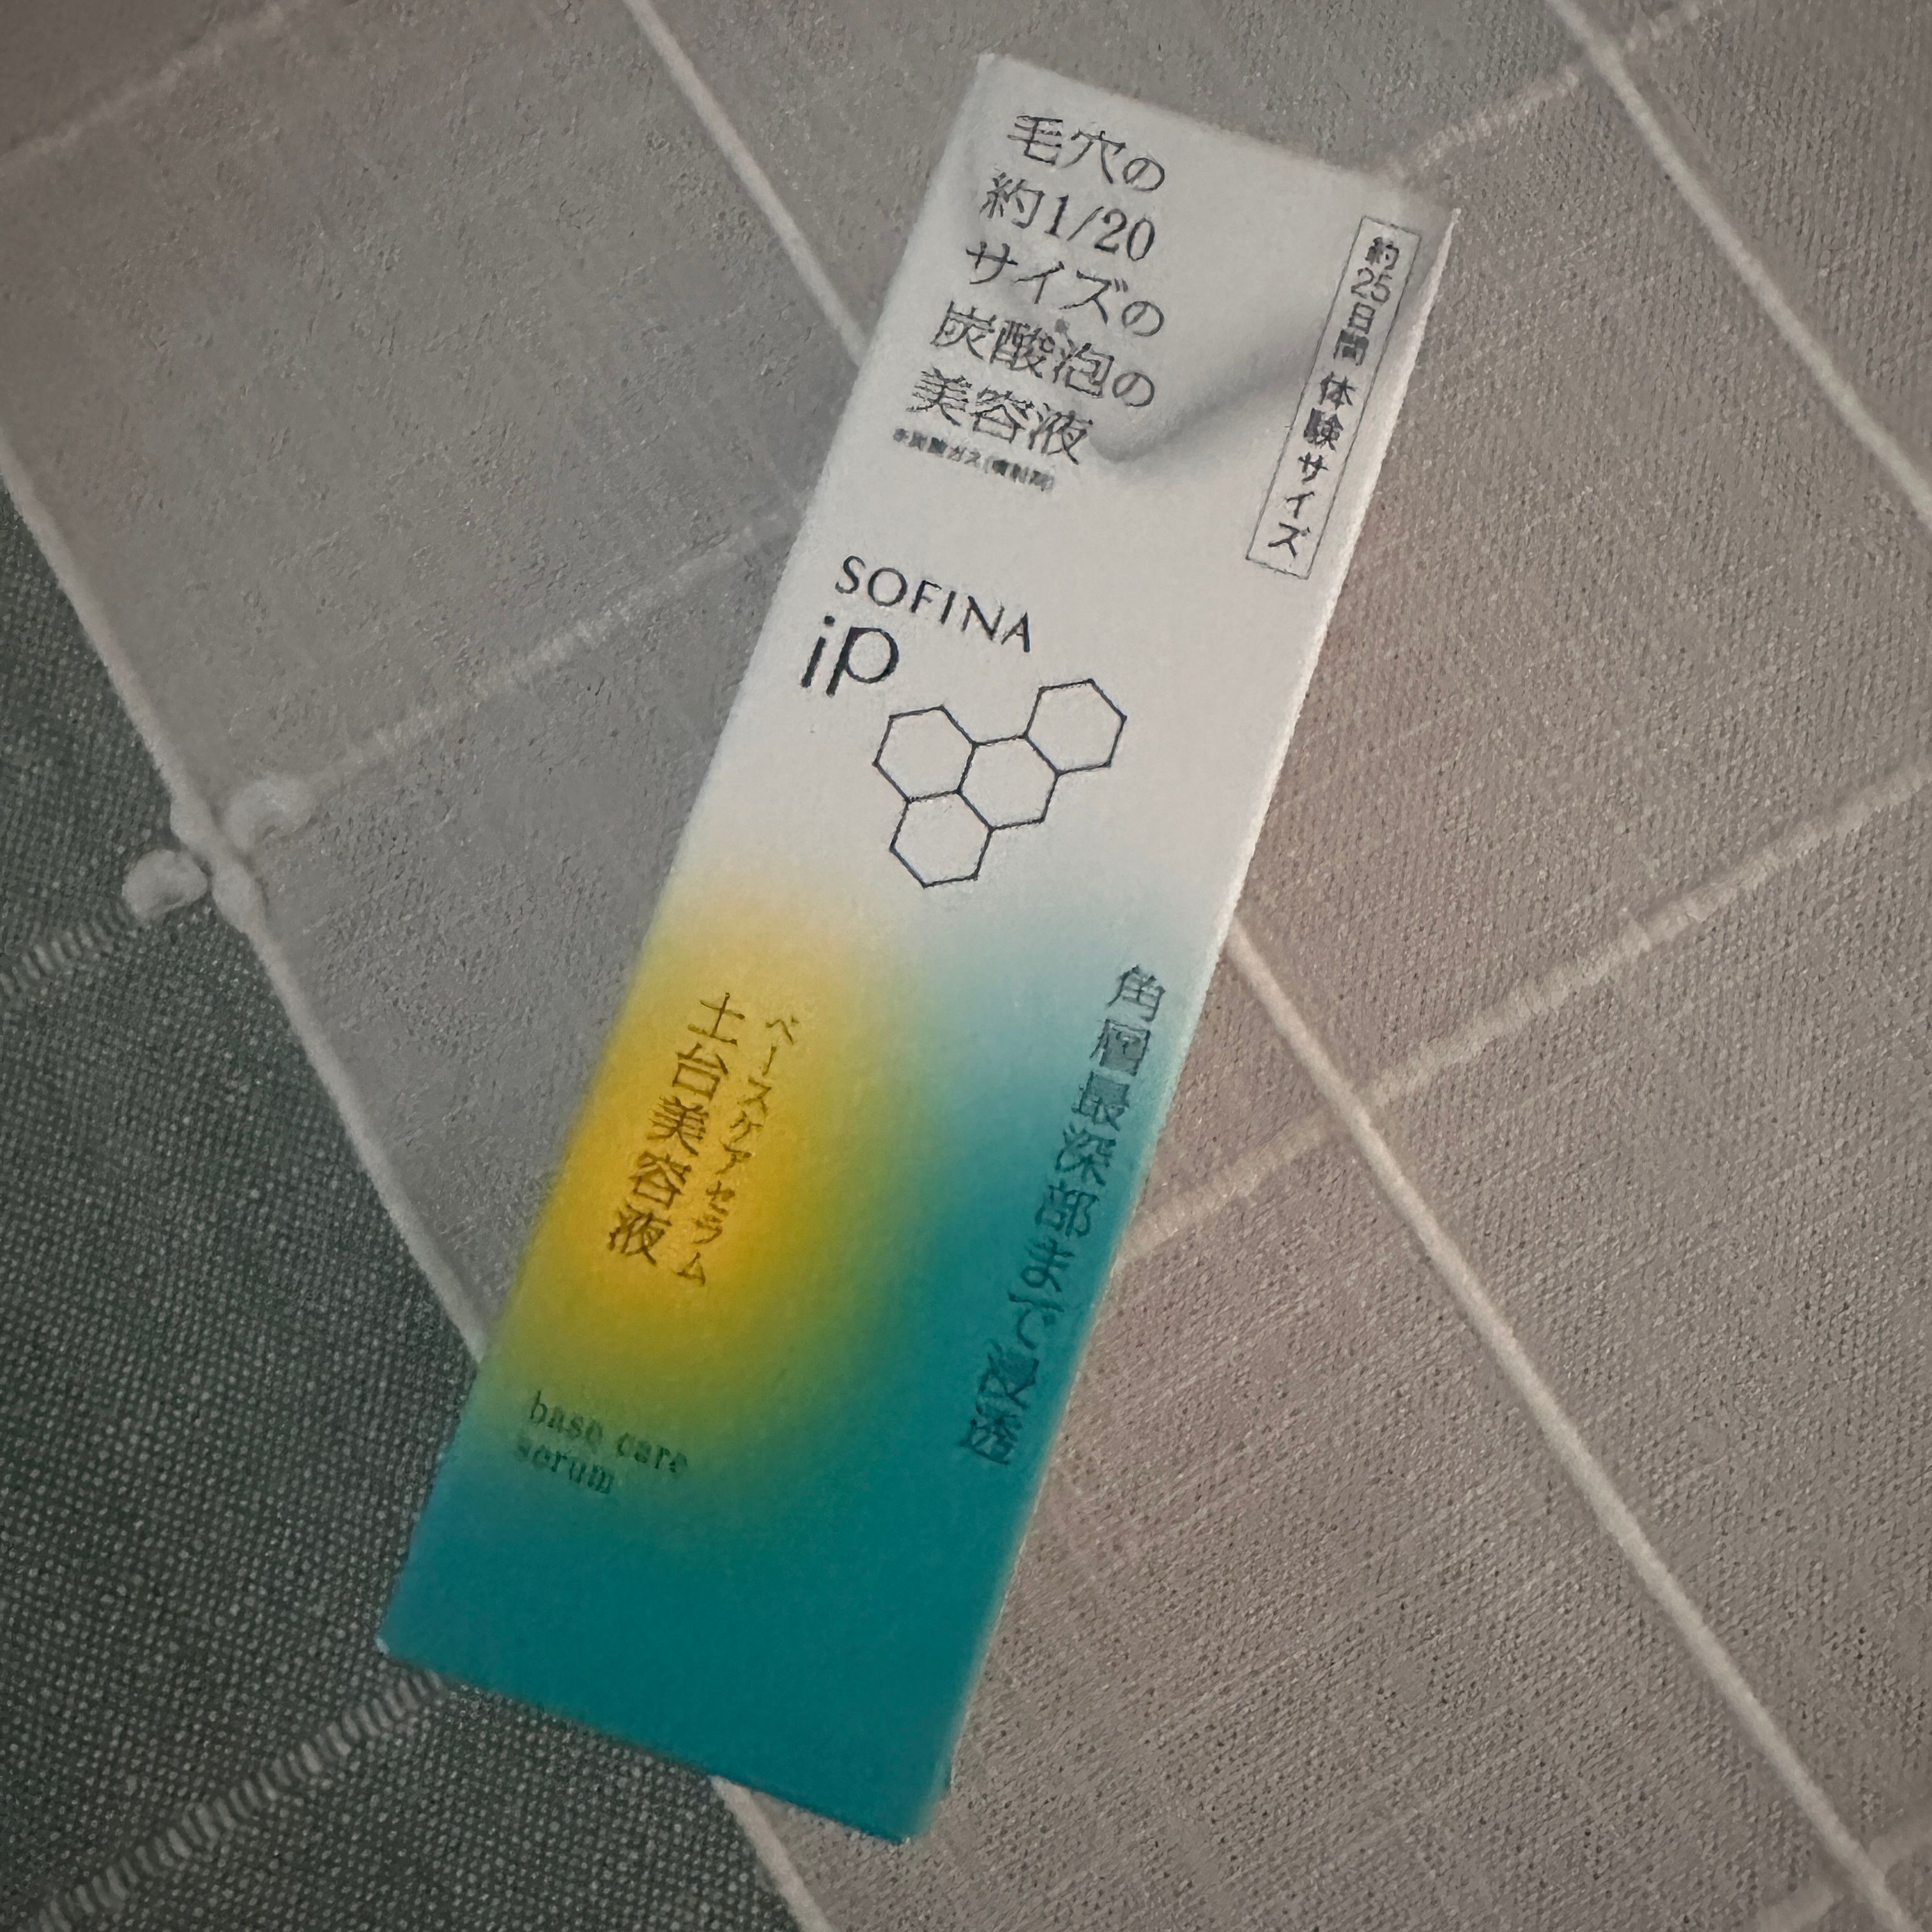 毛穴の
約1/20
サイズの
炭酸泡の
美容液
約25日間 体験サイズ
SOFINA
iP
ベースケアセラム
土台美容液
角層最深部まで浸透
base care
serum